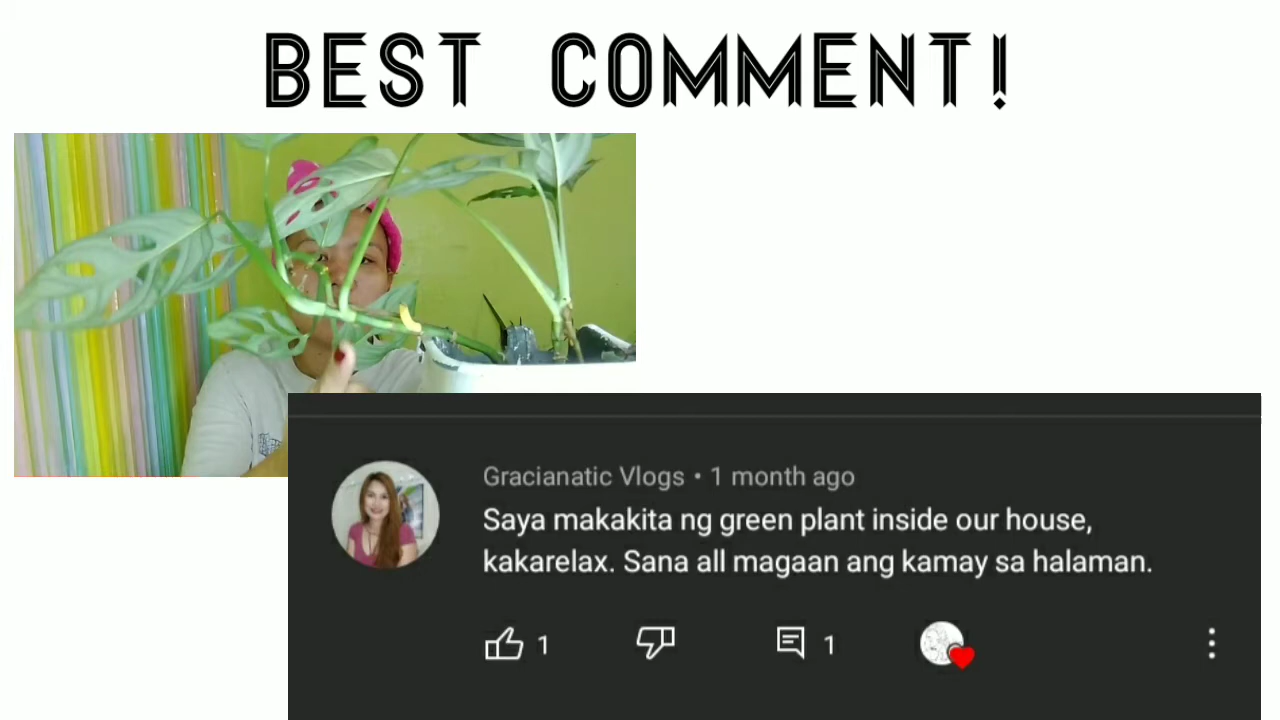 BEST COMMENT!
Gracianatic Vlogs • 1 month ago
Saya makakita ng green plant inside our house,
kakarelax. Sana all magaan ang kamay sa halaman.
1 1